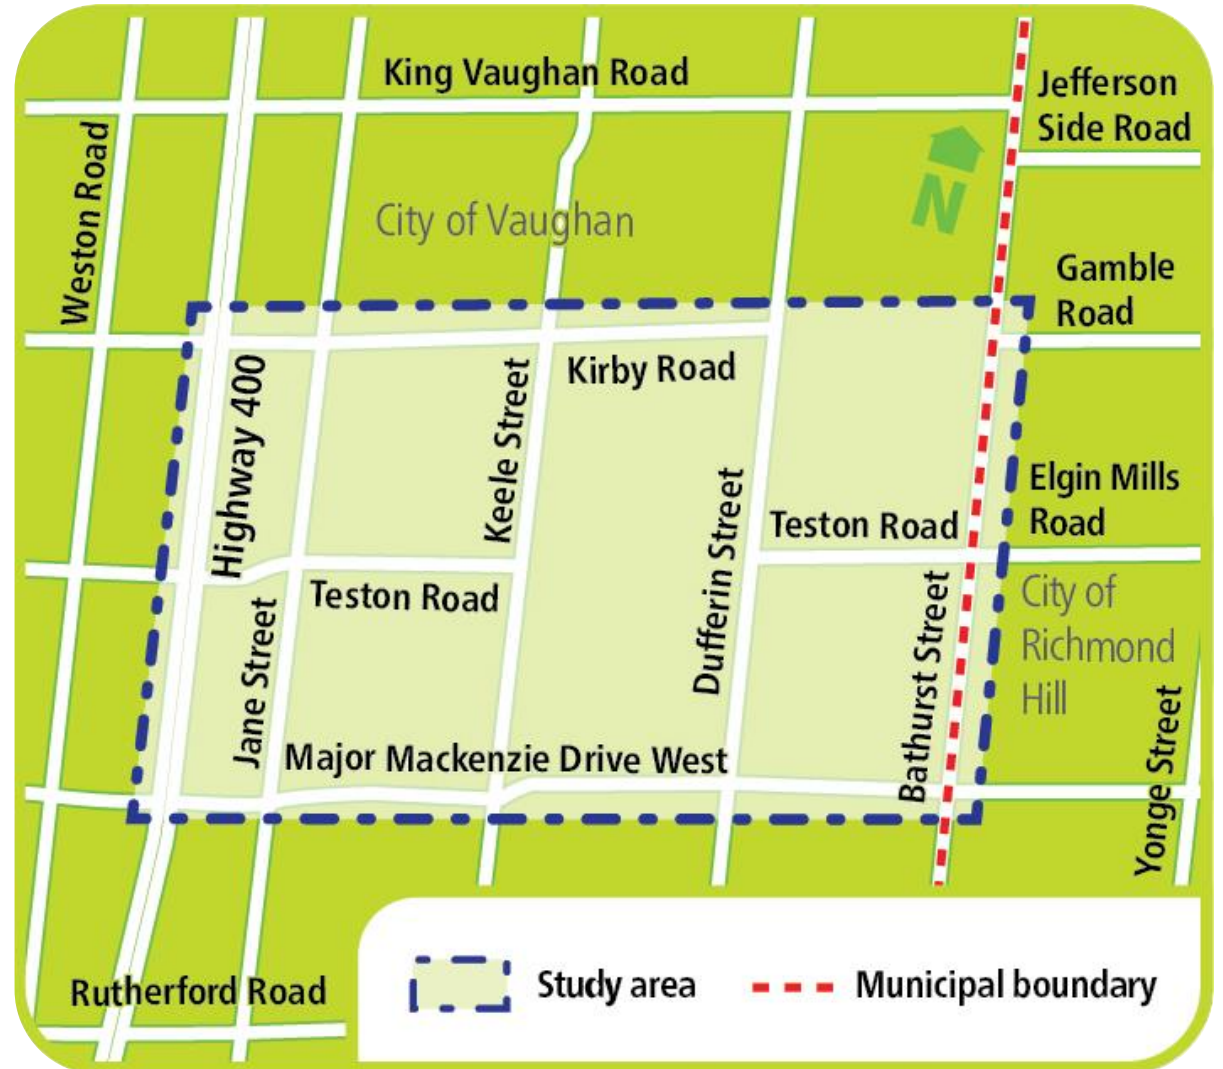 King Vaughan Road
Jefferson
Side Road
Weston Road
City of Vaughan
N
Gamble
Road
Highway 400
Keele Street
Kirby Road
Dufferin Street
Teston Road
Elgin Mills
Road
Jane Street
Teston Road
Bathurst Street
City of
Richmond
Hill
Major Mackenzie Drive West
Yonge Street
Rutherford Road
Study area
Municipal boundary